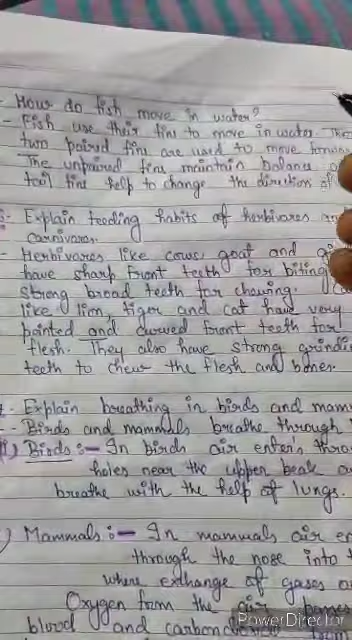 - How do fish move in water?
- Fish use their fins to move in water. The
two paired fins are used to move forward
The unpaired fins maintain balance
tail fins help to change the direction of
- Explain feeding habits of herbivores and
carnivores.
- Herbivores like cows, goat and
have sharp front teeth for biting
strong broad teeth for chewing.
like lion, tiger and cat have very
pointed and curved front teeth for
flesh. They also have strong grinding
teeth to chew the flesh and bones.
- Explain breathing in birds and mam
- Birds and mammals breathe through
i) Birds :- In birds air enter's thro
holes near the upper beak
breathe with the help of lungs.
) Mammals :- In mammals air en
through the nose into
where exchange of gases
Oxygen from the air passes
blood and carbon
PowerDirector